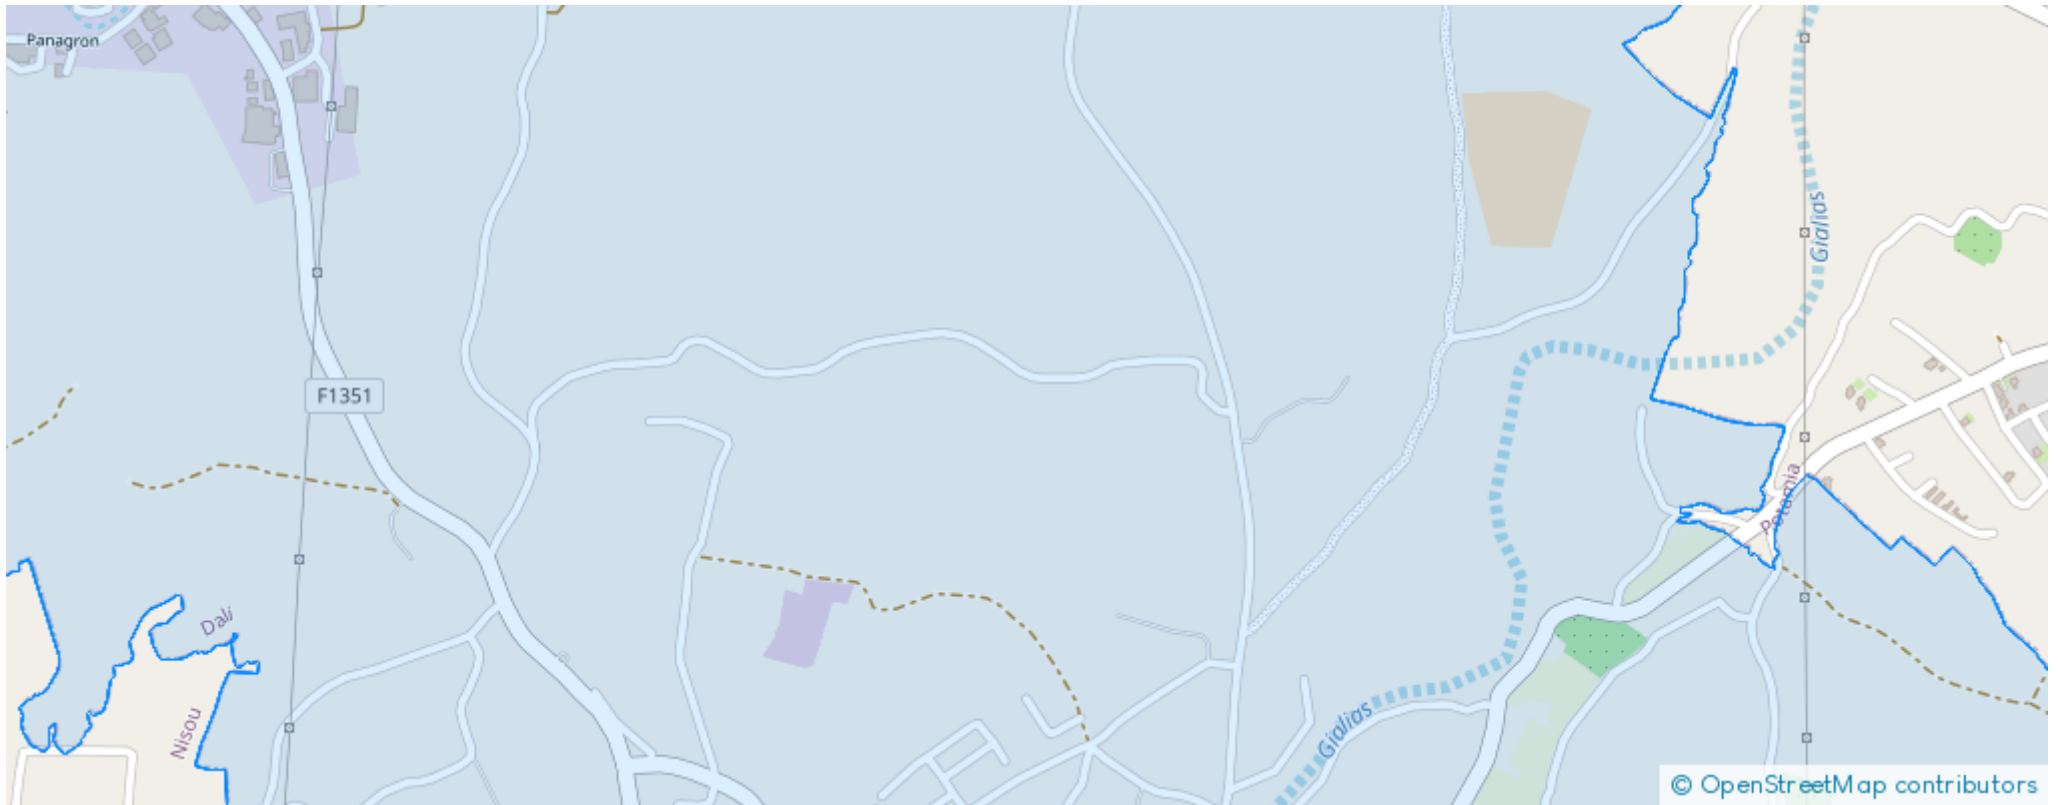 Panagron
Gialias
F1351
Potamia
Dali
Nisou
Gialias
© OpenStreetMap contributors